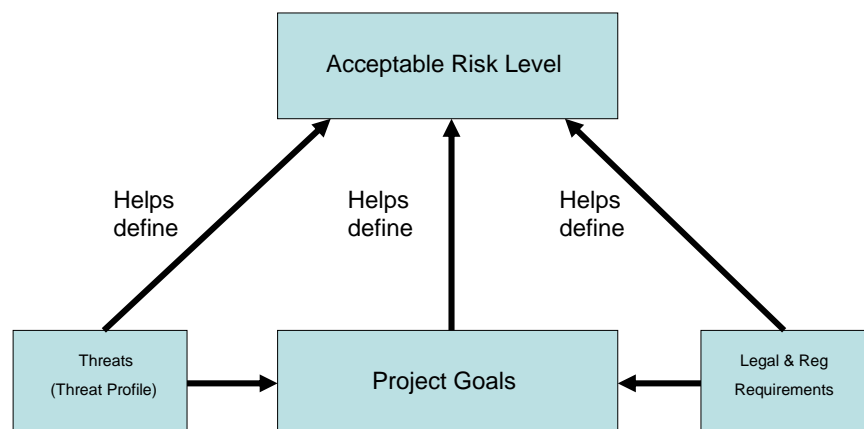 Acceptable Risk Level
Helps
define
Helps
define
Helps
define
Threats
(Threat Profile)
Project Goals
Legal & Reg
Requirements